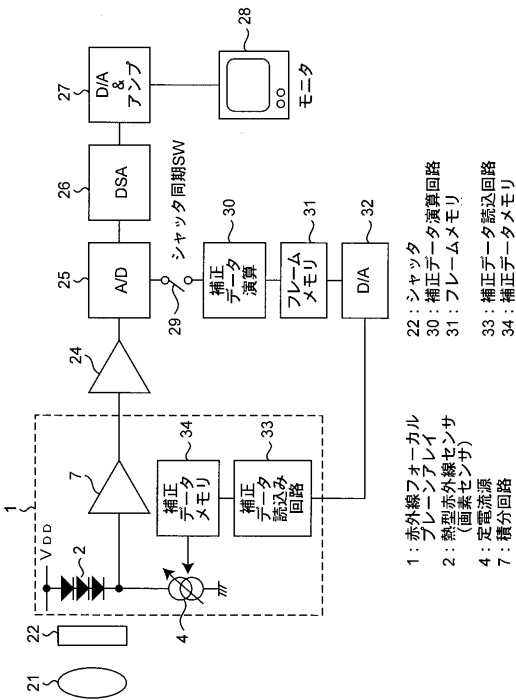 21
22
1
VDD
2
4
7
24
補正
データ
メモリ
34
補正
データ
読込み
回路
33
25
A/D
26
DSA
27
D/A
&
アンプ
28
モニタ
シャッタ同期SW
29
補正
データ
演算
30
フレーム
メモリ
31
D/A
32
1：赤外線フォーカル
プレーンアレイ
2：熱型赤外線センサ
(画素センサ)
4：定電流源
7：積分回路
22：シャッタ
30：補正データ演算回路
31：フレームメモリ
33：補正データ読込回路
34：補正データメモリ